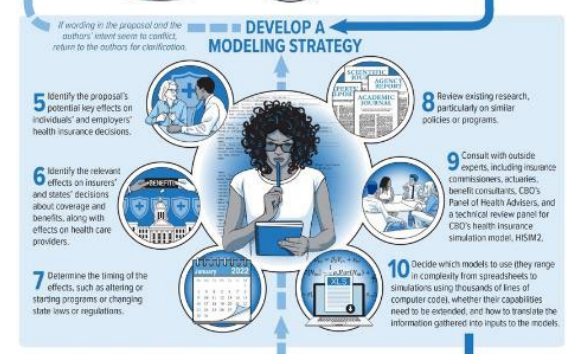 If wording in the proposal and the
authors' intent seem to conflict,
return to the authors for clarification.
DEVELOP A
MODELING STRATEGY
5 Identify the proposal's
potential key effects on
individuals' and employers'
health insurance decisions.
6 Identify the relevant
effects on insurers'
and states' decisions
about coverage and
benefits, along with
effects on health care
providers.
7 Determine the timing of the
effects, such as altering or
starting programs or changing
state laws or regulations.
BENEFITS
January 2022
SCIENTIFIC
AGENCY
REPORT
ACADEMIC
JOURNAL
XLS
8 Review existing research,
particularly on similar
policies or programs.
9 Consult with outside
experts, including insurance
commissioners, actuaries,
benefit consultants, CBO's
Panel of Health Advisers, and
a technical review panel for
CBO's health insurance
simulation model, HISIM2.
10 Decide which models to use (they range
in complexity from spreadsheets to
simulations using thousands of lines of
computer code), whether their capabilities
need to be extended, and how to translate the
information gathered into inputs to the models.